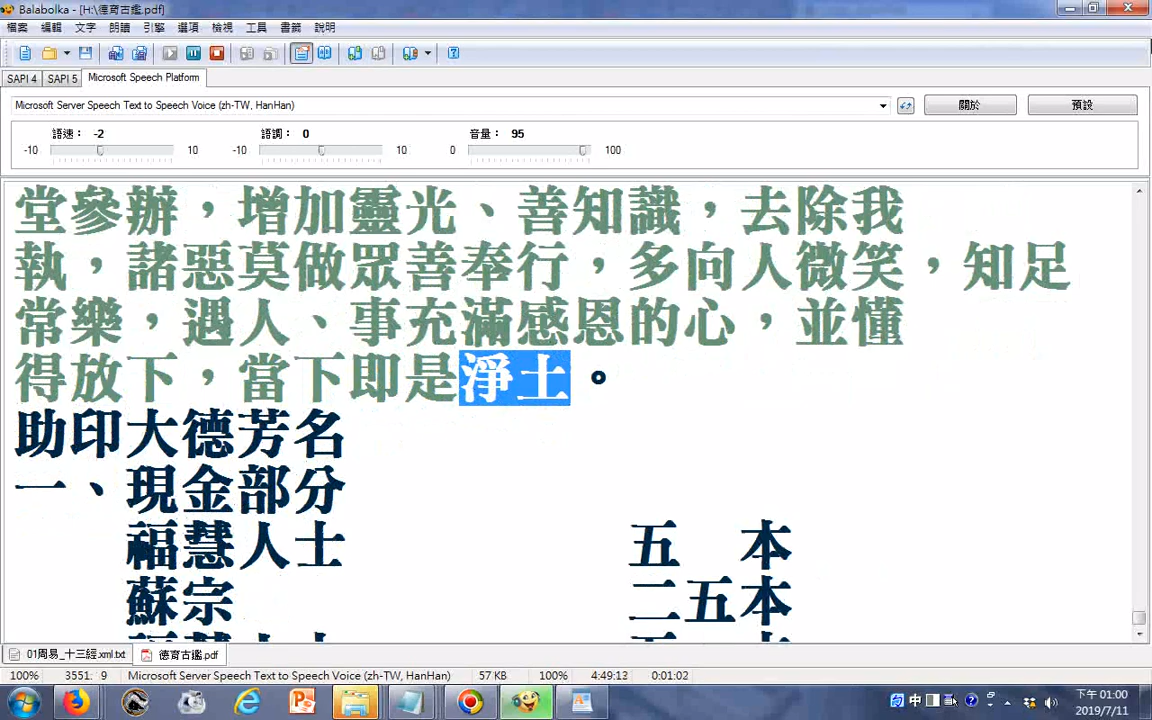 Balabolka - [H:\德育古鑑.pdf]
檔案 編輯 文字 朗讀 引擎 選項 檢視 工具 書籤 說明
SAPI 4 SAPI 5 Microsoft Speech Platform
Microsoft Server Speech Text to Speech Voice (zh-TW, HanHan) 關於 預設
語速： -2 語調： 0 音量： 95
-10 10 -10 10 0 100
堂參辦，增加靈光、善知識，去除我
執，諸惡莫做眾善奉行，多向人微笑，知足
常樂，遇人、事充滿感恩的心，並懂
得放下，當下即是淨土。
助印大德芳名
一、現金部分
福慧人士 五 本
蘇宗 二五本
01周易_十三經.xml.txt 德育古鑑.pdf
100% 3551: 9 Microsoft Server Speech Text to Speech Voice (zh-TW, HanHan) 57 KB 100% 4:49:13 0:01:02
中 下午 01:00
2019/7/11